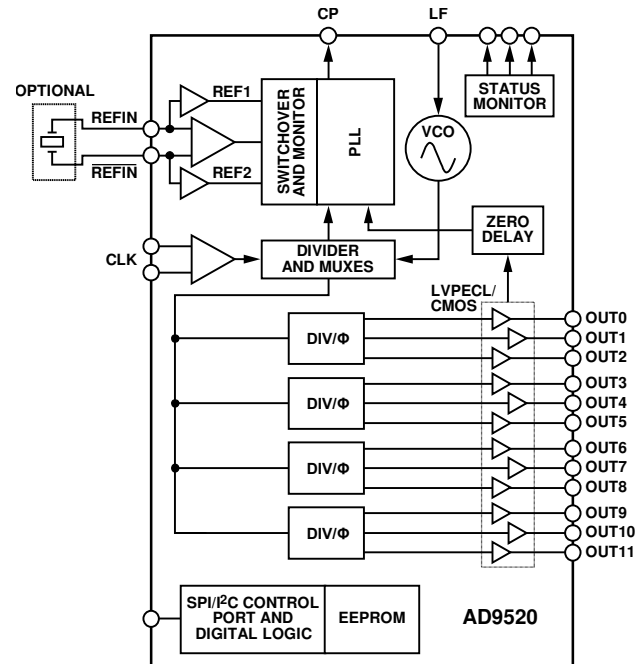 CP
LF
OPTIONAL
REFIN
REFIN
REF1
REF2
SWITCHOVER
AND MONITOR
PLL
VCO
STATUS
MONITOR
ZERO
DELAY
CLK
DIVIDER
AND MUXES
LVPECL/
CMOS
DIV/Φ
OUT0
OUT1
OUT2
DIV/Φ
OUT3
OUT4
OUT5
DIV/Φ
OUT6
OUT7
OUT8
DIV/Φ
OUT9
OUT10
OUT11
SPI/I²C CONTROL
PORT AND
DIGITAL LOGIC
EEPROM
AD9520